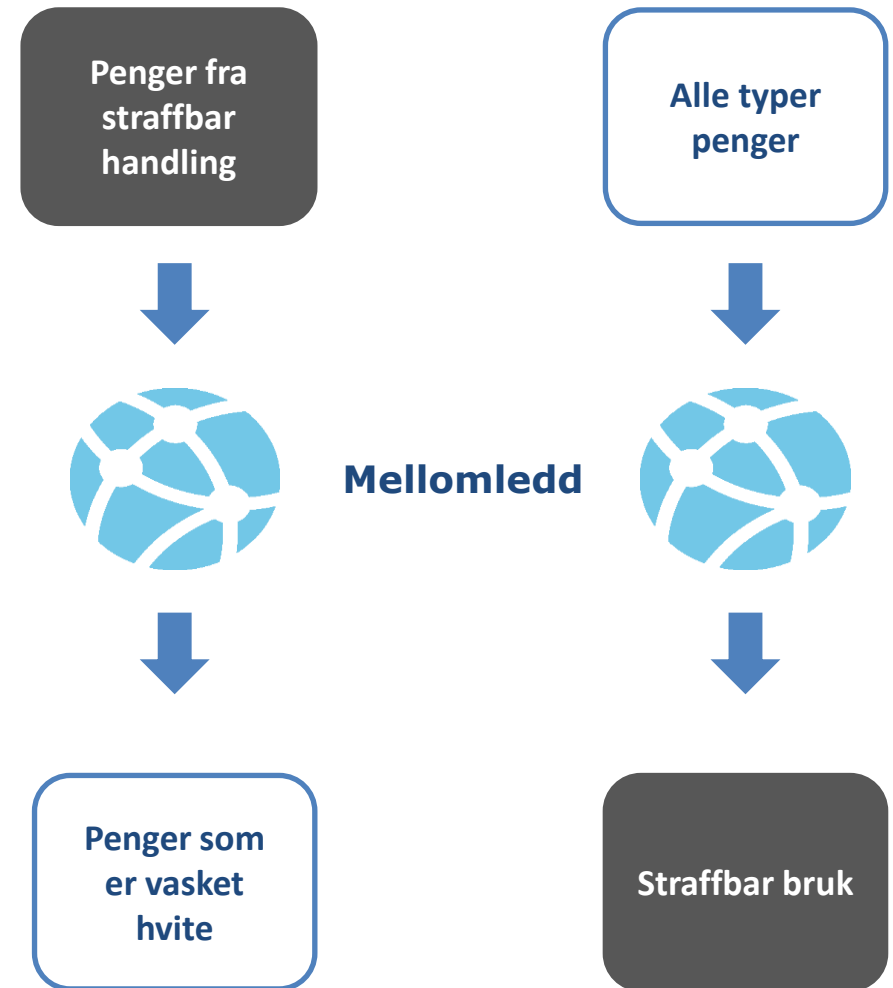 Penger fra
straffbar
handling
Alle typer
penger
Mellomledd
Penger som
er vasket
hvite
Straffbar bruk